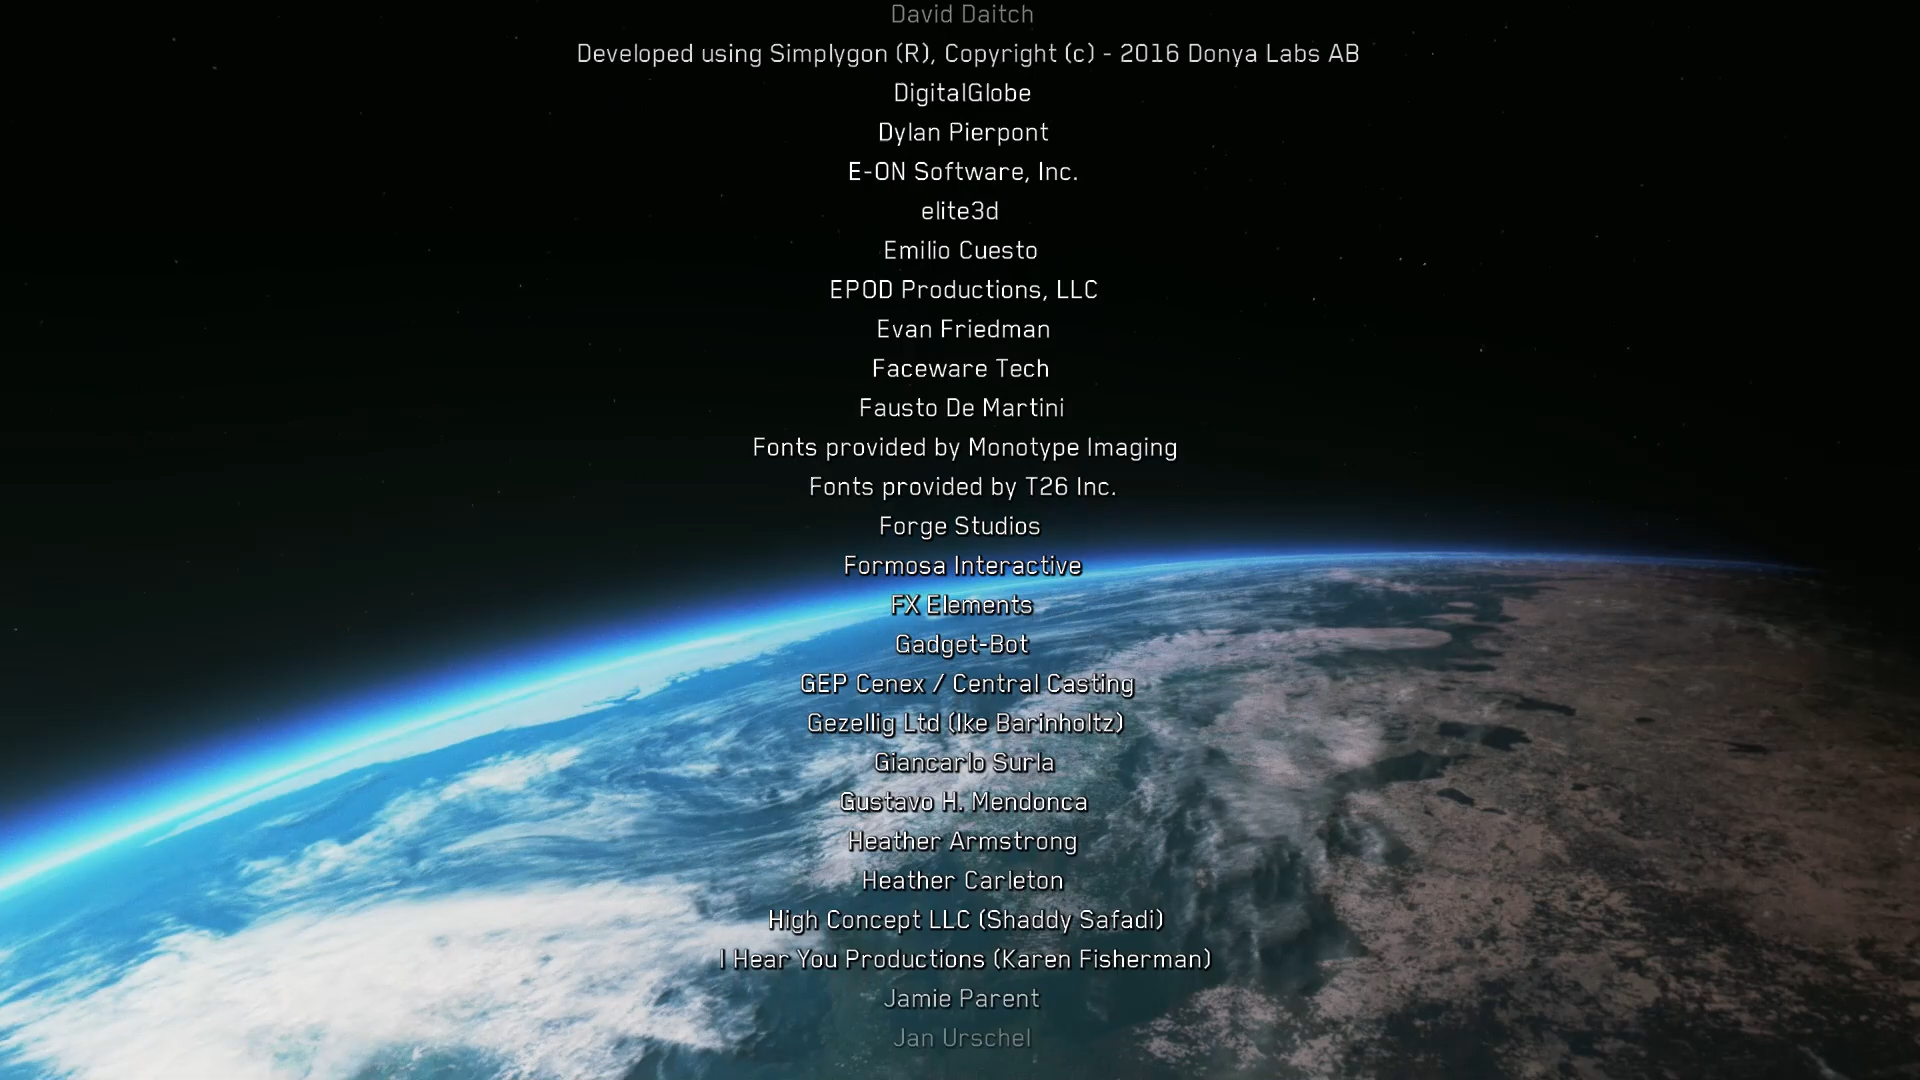 David Daitch
Developed using Simplygon (R), Copyright (c) - 2016 Donya Labs AB
DigitalGlobe
Dylan Pierpont
E-ON Software, Inc.
elite3d
Emilio Cuesto
EPOD Productions, LLC
Evan Friedman
Faceware Tech
Fausto De Martini
Fonts provided by Monotype Imaging
Fonts provided by T26 Inc.
Forge Studios
Formosa Interactive
FX Elements
Gadget-Bot
GEP Cenex / Central Casting
Gezellig Ltd (Ike Barinholtz)
Giancarlo Surla
Gustavo H. Mendonca
Heather Armstrong
Heather Carleton
High Concept LLC (Shaddy Safadi)
I Hear You Productions (Karen Fisherman)
Jamie Parent
Jan Urschel